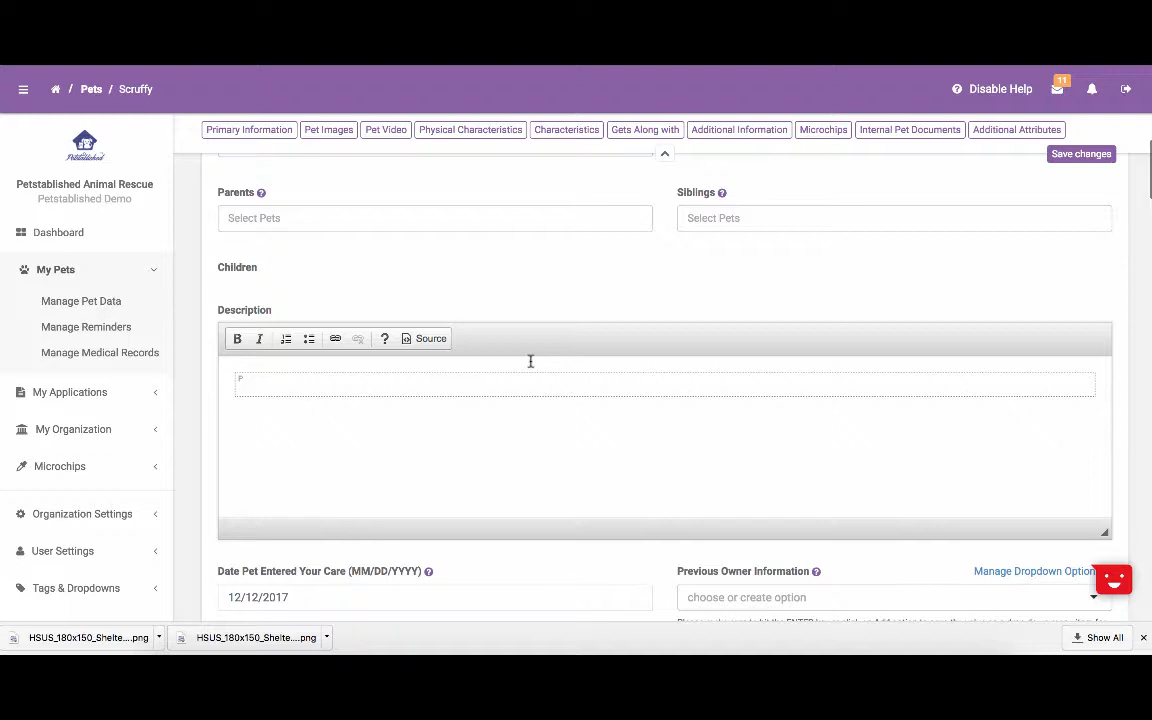 / Pets / Scruffy
Disable Help
11
Petstablished
Petstablished Animal Rescue
Petstablished Demo
Dashboard
My Pets
Manage Pet Data
Manage Reminders
Manage Medical Records
My Applications
My Organization
Microchips
Organization Settings
User Settings
Tags & Dropdowns
Primary Information
Pet Images
Pet Video
Physical Characteristics
Characteristics
Gets Along with
Additional Information
Microchips
Internal Pet Documents
Additional Attributes
Save changes
Parents ?
Siblings ?
Select Pets
Select Pets
Children
Description
B I ? Source
P
Date Pet Entered Your Care (MM/DD/YYYY) ?
12/12/2017
Previous Owner Information ?
Manage Dropdown Option
choose or create option
HSUS_180x150_Shelte....png
HSUS_180x150_Shelte....png
Show All